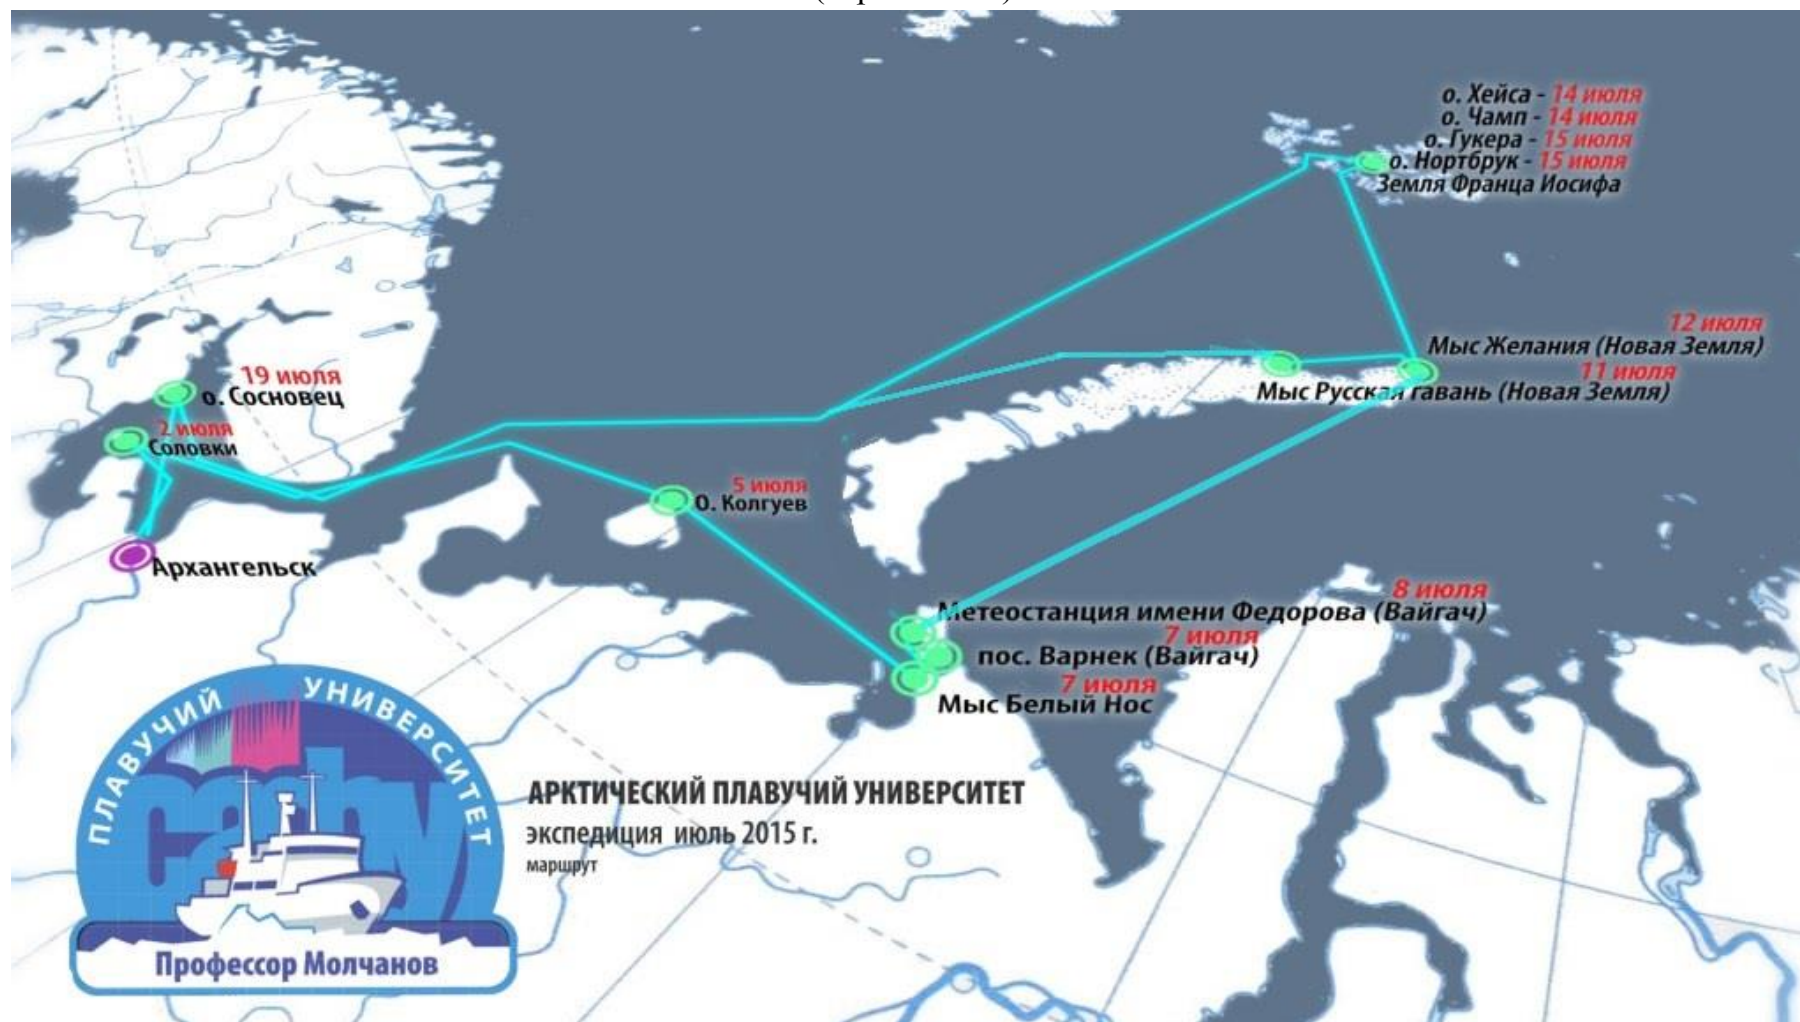 о. Хейса - 14 июля
о. Чамп - 14 июля
о. Гукера - 15 июля
о. Нортбрук - 15 июля
Земля Франца Иосифа
12 июля
Мыс Желания (Новая Земля)
11 июля
Мыс Русская гавань (Новая Земля)
19 июля
о. Сосновец
2 июля
Соловки
5 июля
О. Колгуев
Архангельск
8 июля
Метеостанция имени Федорова (Вайгач)
7 июля
пос. Варнек (Вайгач)
7 июля
Мыс Белый Нос
ПЛАВУЧИЙ УНИВЕРСИТЕТ
Профессор Молчанов
АРКТИЧЕСКИЙ ПЛАВУЧИЙ УНИВЕРСИТЕТ
экспедиция июль 2015 г.
маршрут